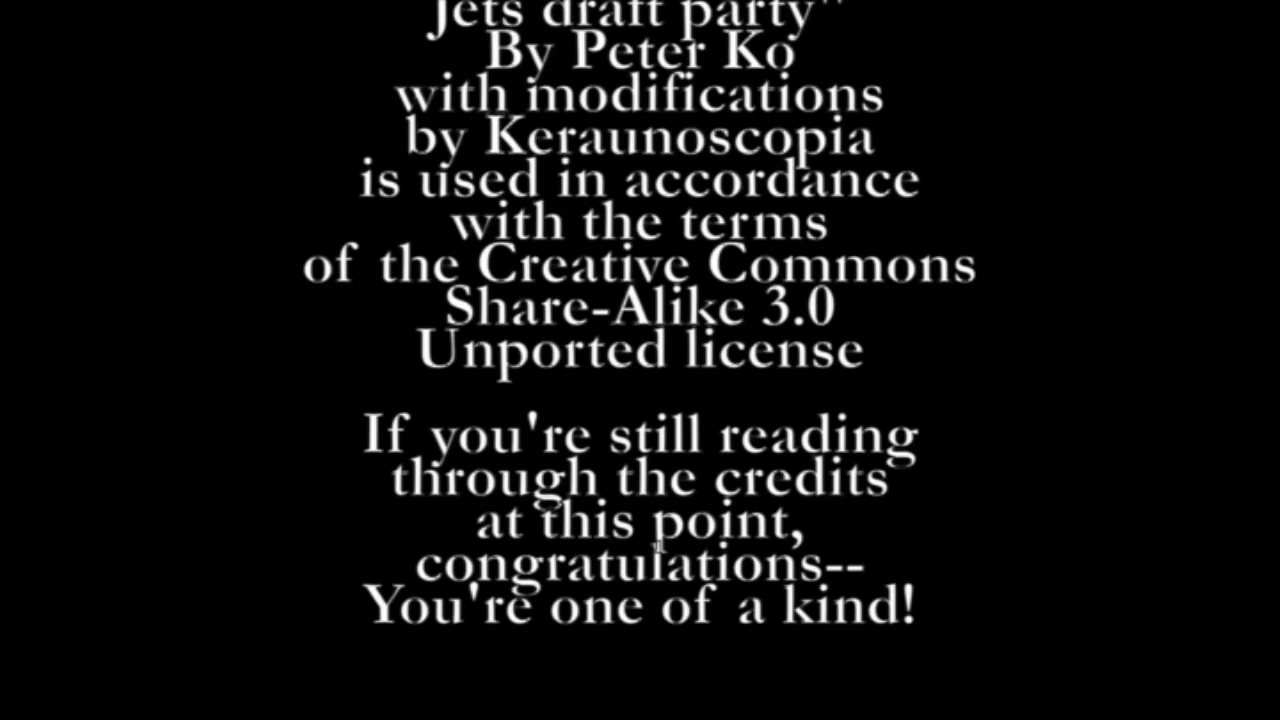 Jets draft party"
By Peter Ko
with modifications
by Keraunoscopia
is used in accordance
with the terms
of the Creative Commons
Share-Alike 3.0
Unported license
If you're still reading
through the credits
at this point,
congratulations--
You're one of a kind!